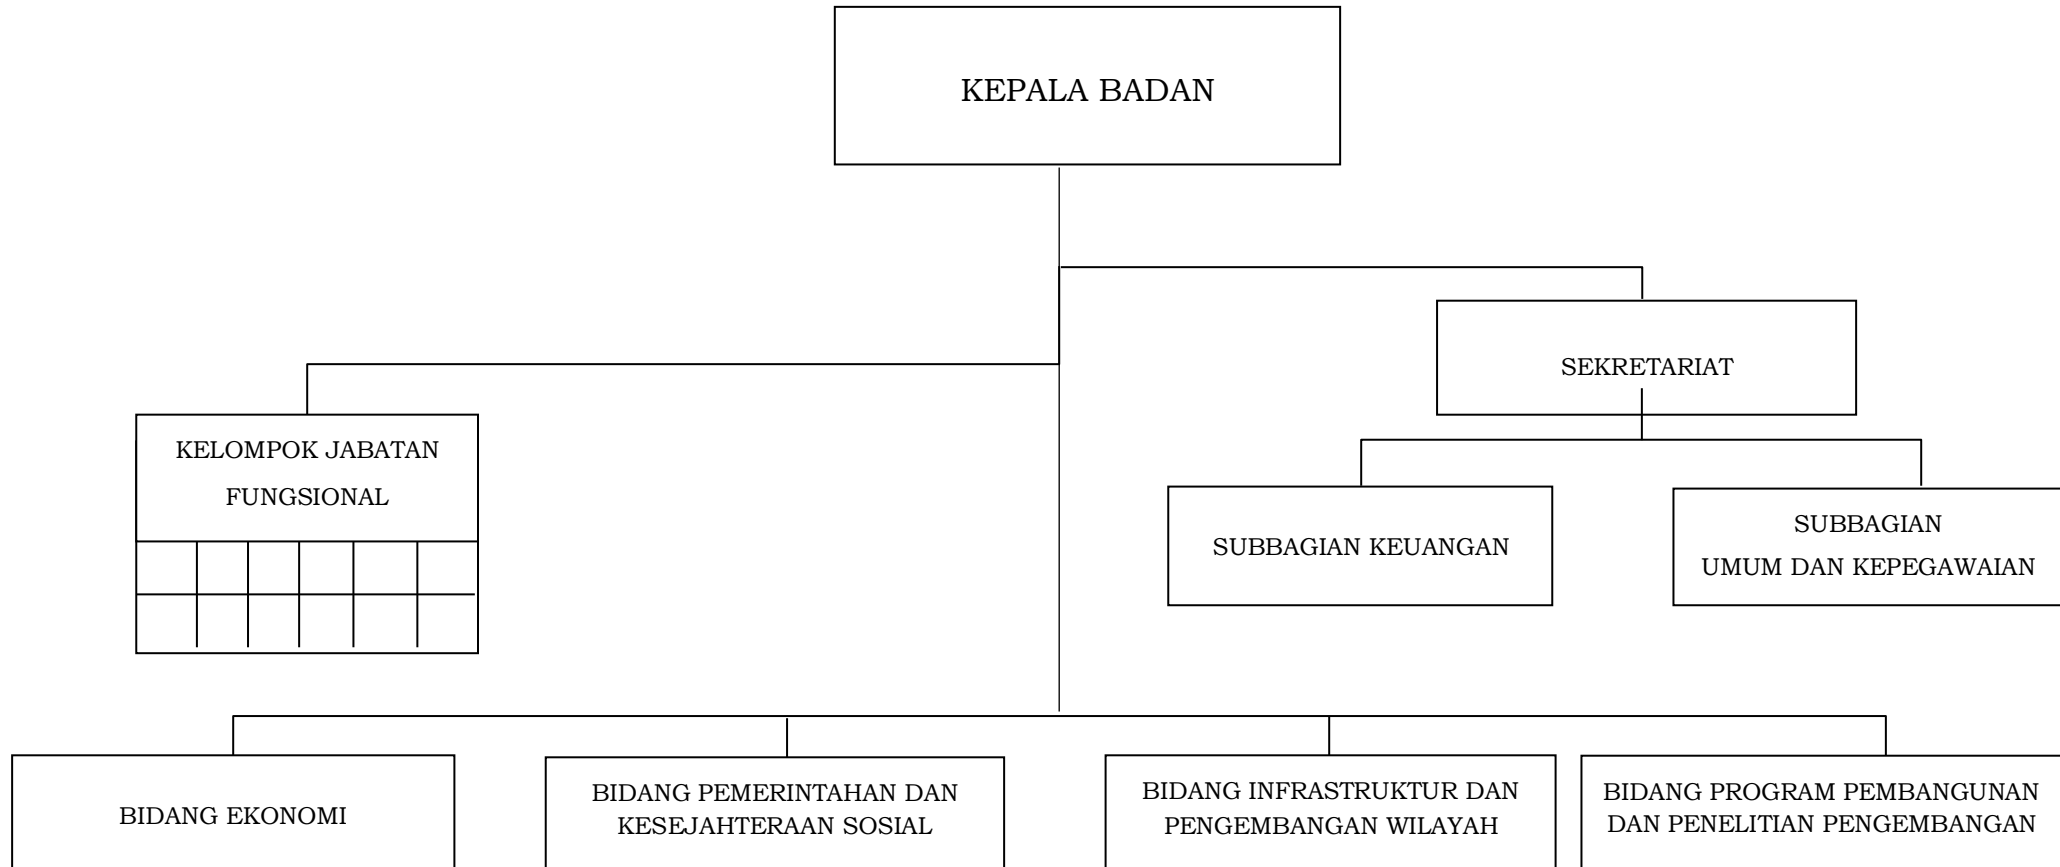 KEPALA BADAN
SEKRETARIAT
KELOMPOK JABATAN
FUNGSIONAL
SUBBAGIAN KEUANGAN
SUBBAGIAN
UMUM DAN KEPEGAWAIAN
BIDANG EKONOMI
BIDANG PEMERINTAHAN DAN
KESEJAHTERAAN SOSIAL
BIDANG INFRASTRUKTUR DAN
PENGEMBANGAN WILAYAH
BIDANG PROGRAM PEMBANGUNAN
DAN PENELITIAN PENGEMBANGAN